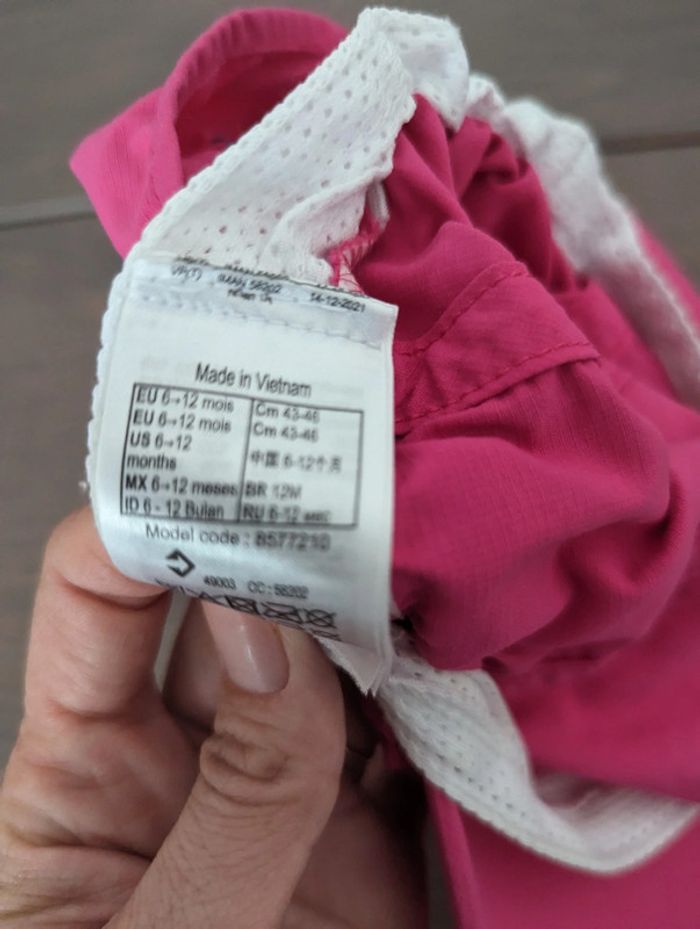 14-12-2021
Made in Vietnam
EU 6→12 mois Cm 43-46
EU 6→12 mois Cm 43-46
US 6→12
months 中国 6-12个月
MX 6→12 meses BR 12M
ID 6 - 12 Bulan RU 6-12 мес
Model code : 8577210
49003 CC : 58202